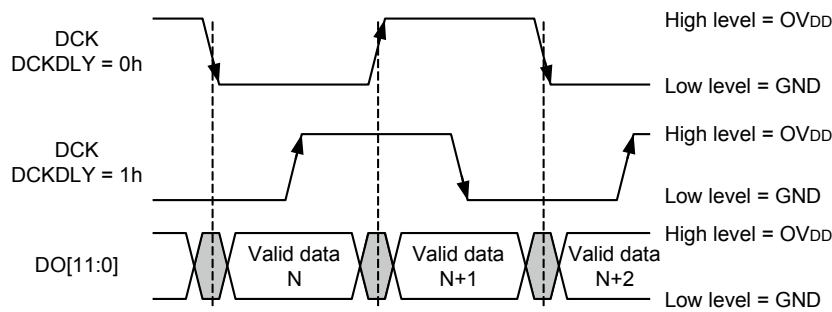 DCK
DCKDLY = 0h
High level = OVDD
Low level = GND
DCK
DCKDLY = 1h
High level = OVDD
Low level = GND
DO[11:0]
Valid data
N
Valid data
N+1
Valid data
N+2
High level = OVDD
Low level = GND